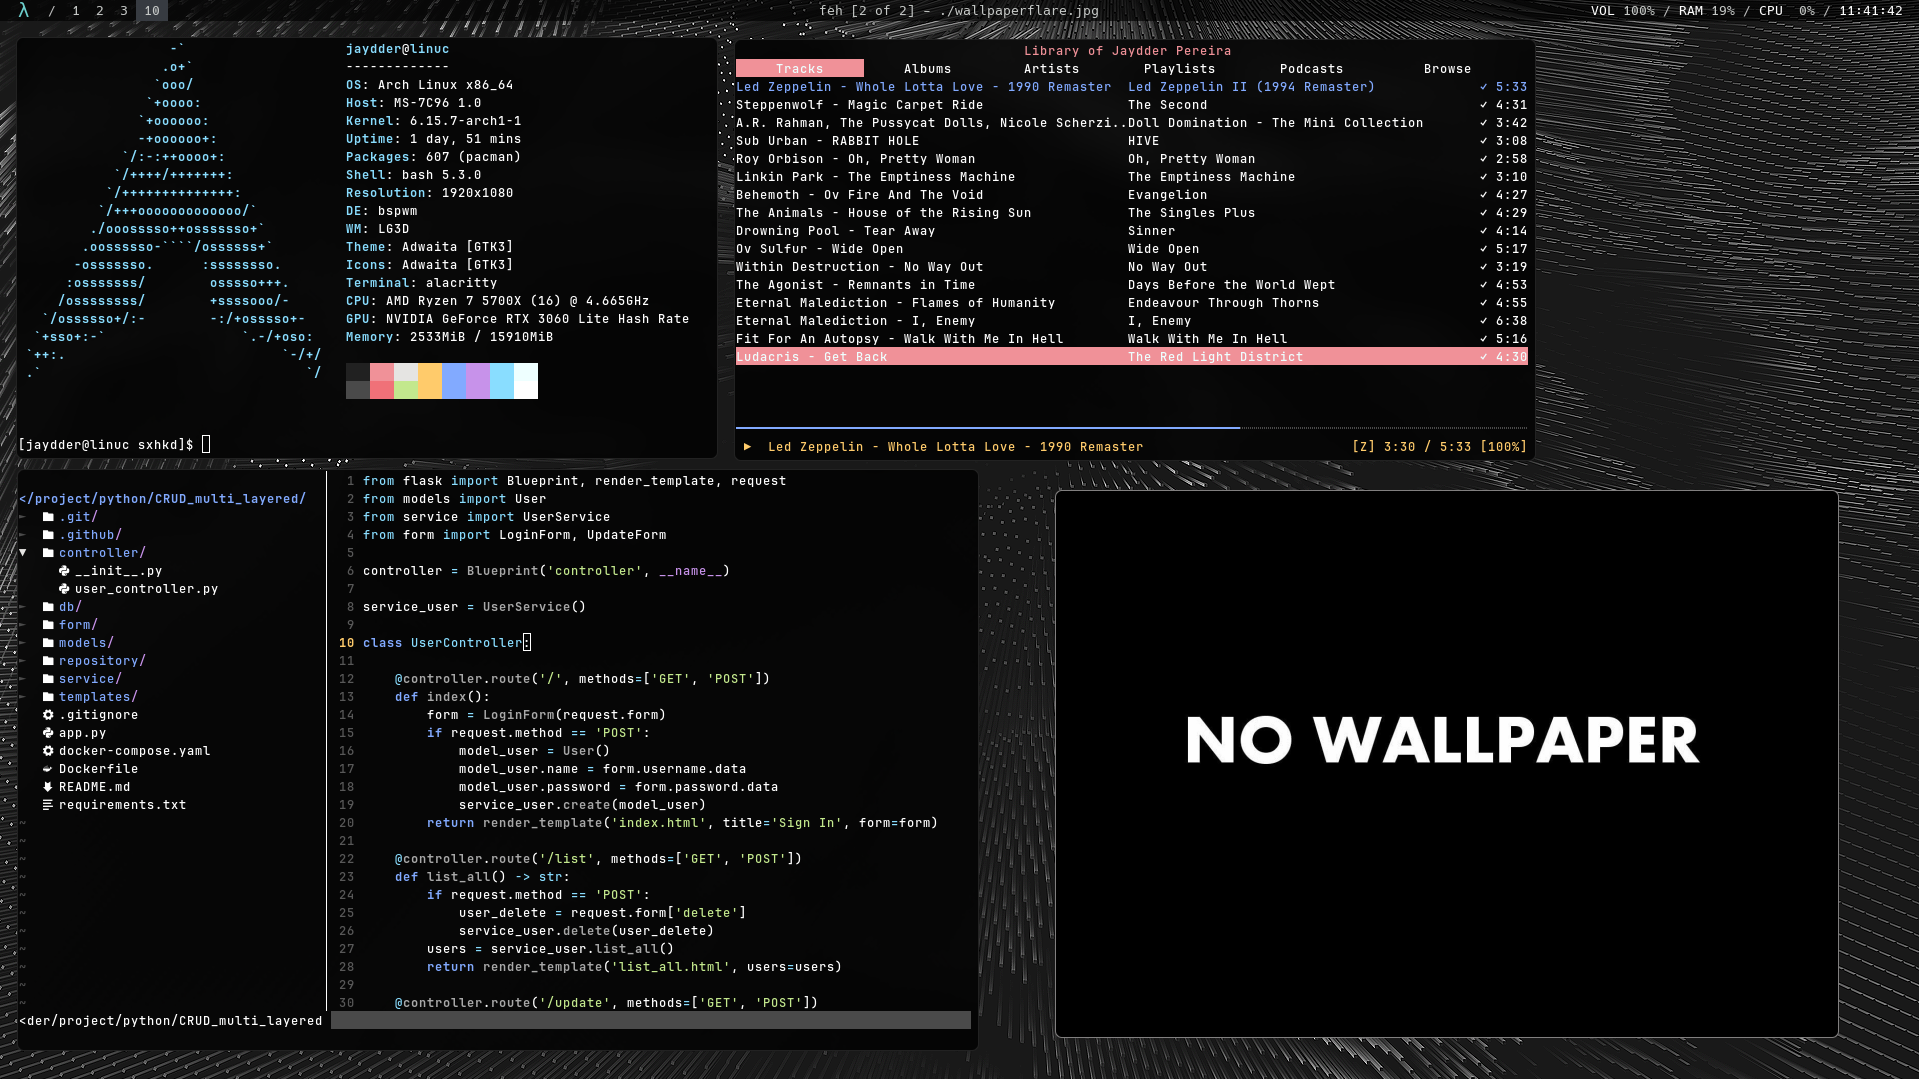 λ / 1 2 3 10 feh [2 of 2] – ./wallpaperflare.jpg VOL 100% / RAM 19% / CPU 0% / 11:41:42
jaydder@linuc
-------------
OS: Arch Linux x86_64
Host: MS-7C96 1.0
Kernel: 6.15.7-arch1-1
Uptime: 1 day, 51 mins
Packages: 607 (pacman)
Shell: bash 5.3.0
Resolution: 1920x1080
DE: bspwm
WM: LG3D
Theme: Adwaita [GTK3]
Icons: Adwaita [GTK3]
Terminal: alacritty
CPU: AMD Ryzen 7 5700X (16) @ 4.665GHz
GPU: NVIDIA GeForce RTX 3060 Lite Hash Rate
Memory: 2533MiB / 15910MiB
[jaydder@linuc sxhkd]$
Library of Jaydder Pereira
Tracks Albums Artists Playlists Podcasts Browse
Led Zeppelin - Whole Lotta Love - 1990 Remaster Led Zeppelin II (1994 Remaster) ✓ 5:33
Steppenwolf - Magic Carpet Ride The Second ✓ 4:31
A.R. Rahman, The Pussycat Dolls, Nicole Scherzi..Doll Domination - The Mini Collection ✓ 3:42
Sub Urban - RABBIT HOLE HIVE ✓ 3:08
Roy Orbison - Oh, Pretty Woman Oh, Pretty Woman ✓ 2:58
Linkin Park - The Emptiness Machine The Emptiness Machine ✓ 3:10
Behemoth - Ov Fire And The Void Evangelion ✓ 4:27
The Animals - House of the Rising Sun The Singles Plus ✓ 4:29
Drowning Pool - Tear Away Sinner ✓ 4:14
Ov Sulfur - Wide Open Wide Open ✓ 5:17
Within Destruction - No Way Out No Way Out ✓ 3:19
The Agonist - Remnants in Time Days Before the World Wept ✓ 4:53
Eternal Malediction - Flames of Humanity Endeavour Through Thorns ✓ 4:55
Eternal Malediction - I, Enemy I, Enemy ✓ 6:38
Fit For An Autopsy - Walk With Me In Hell Walk With Me In Hell ✓ 5:16
Ludacris - Get Back The Red Light District ✓ 4:30
▶ Led Zeppelin - Whole Lotta Love - 1990 Remaster [Z] 3:30 / 5:33 [100%]
</project/python/CRUD_multi_layered/
.git/
.github/
▼ controller/
__init__.py
user_controller.py
db/
form/
models/
repository/
service/
templates/
.gitignore
app.py
docker-compose.yaml
Dockerfile
README.md
requirements.txt
<der/project/python/CRUD_multi_layered
1 from flask import Blueprint, render_template, request
2 from models import User
3 from service import UserService
4 from form import LoginForm, UpdateForm
5
6 controller = Blueprint('controller', __name__)
7
8 service_user = UserService()
9
10 class UserController:
11
12 @controller.route('/', methods=['GET', 'POST'])
13 def index():
14 form = LoginForm(request.form)
15 if request.method == 'POST':
16 model_user = User()
17 model_user.name = form.username.data
18 model_user.password = form.password.data
19 service_user.create(model_user)
20 return render_template('index.html', title='Sign In', form=form)
21
22 @controller.route('/list', methods=['GET', 'POST'])
23 def list_all() -> str:
24 if request.method == 'POST':
25 user_delete = request.form['delete']
26 service_user.delete(user_delete)
27 users = service_user.list_all()
28 return render_template('list_all.html', users=users)
29
30 @controller.route('/update', methods=['GET', 'POST'])
NO WALLPAPER